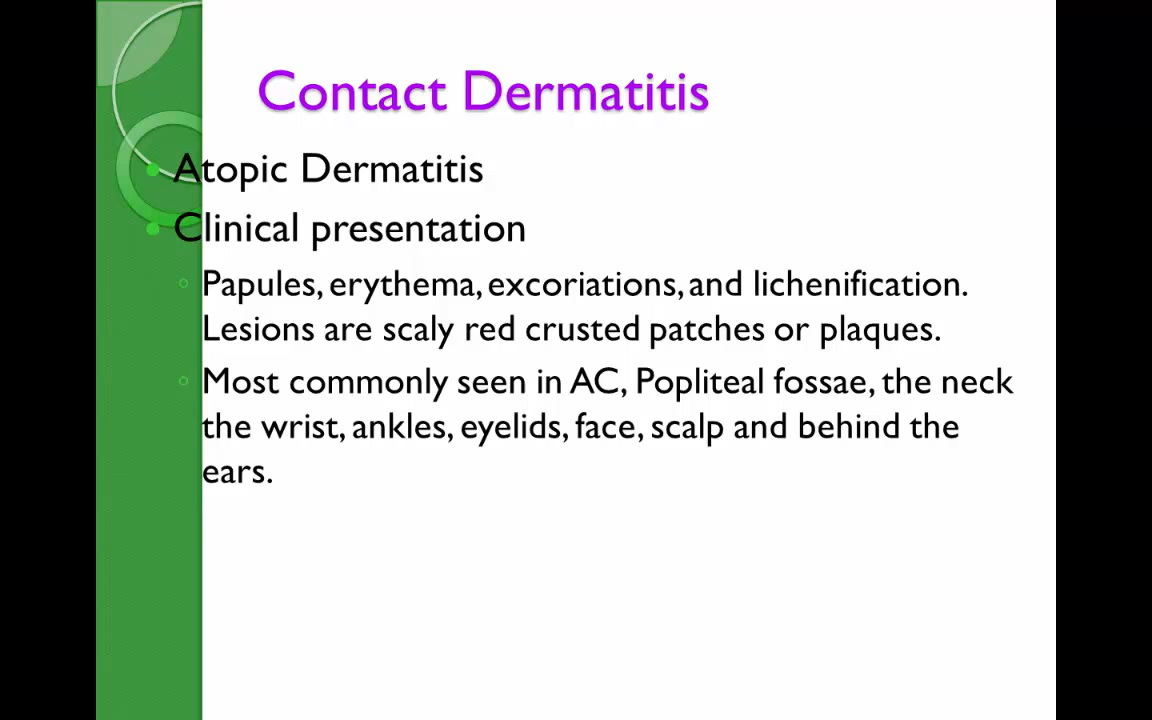 Contact Dermatitis
Atopic Dermatitis
Clinical presentation
Papules, erythema, excoriations, and lichenification.
Lesions are scaly red crusted patches or plaques.
Most commonly seen in AC, Popliteal fossae, the neck
the wrist, ankles, eyelids, face, scalp and behind the
ears.